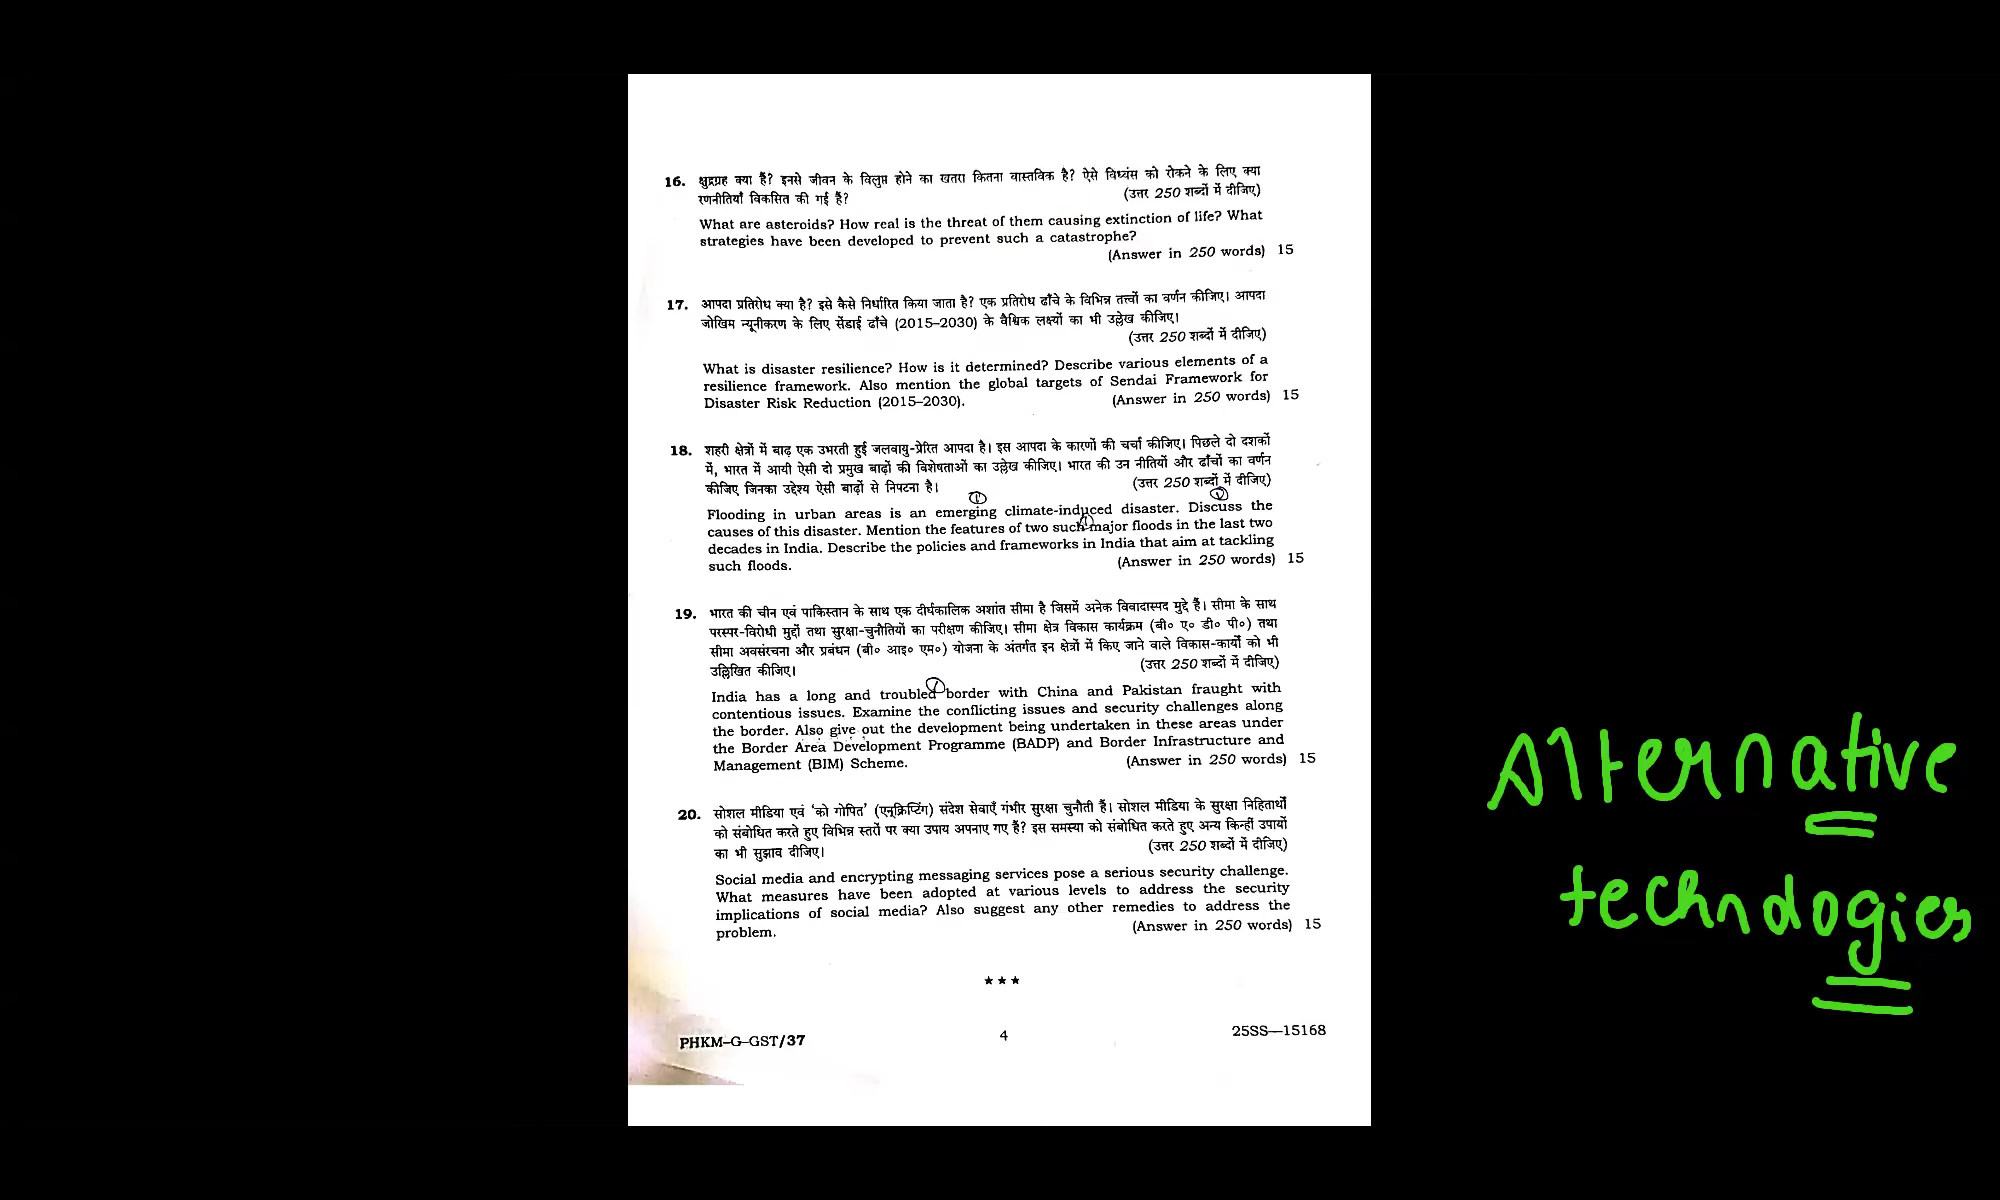 16. क्षुद्रग्रह क्या हैं? इनसे जीवन के विलुप्त होने का खतरा कितना वास्तविक है? ऐसे विध्वंस को रोकने के लिए क्या
रणनीतियाँ विकसित की गई हैं? (उत्तर 250 शब्दों में दीजिए)
What are asteroids? How real is the threat of them causing extinction of life? What
strategies have been developed to prevent such a catastrophe?
(Answer in 250 words) 15
17. आपदा प्रतिरोध क्या है? इसे कैसे निर्धारित किया जाता है? एक प्रतिरोध ढाँचे के विभिन्न तत्त्वों का वर्णन कीजिए। आपदा
जोखिम न्यूनीकरण के लिए सेंडाई ढाँचे (2015–2030) के वैश्विक लक्ष्यों का भी उल्लेख कीजिए।
(उत्तर 250 शब्दों में दीजिए)
What is disaster resilience? How is it determined? Describe various elements of a
resilience framework. Also mention the global targets of Sendai Framework for
Disaster Risk Reduction (2015–2030). (Answer in 250 words) 15
18. शहरी क्षेत्रों में बाढ़ एक उभरती हुई जलवायु-प्रेरित आपदा है। इस आपदा के कारणों की चर्चा कीजिए। पिछले दो दशकों
में, भारत में आयी ऐसी दो प्रमुख बाढ़ों की विशेषताओं का उल्लेख कीजिए। भारत की उन नीतियों और ढाँचों का वर्णन
कीजिए जिनका उद्देश्य ऐसी बाढ़ों से निपटना है। (उत्तर 250 शब्दों में दीजिए)
Flooding in urban areas is an emerging climate-induced disaster. Discuss the
causes of this disaster. Mention the features of two such major floods in the last two
decades in India. Describe the policies and frameworks in India that aim at tackling
such floods. (Answer in 250 words) 15
19. भारत की चीन एवं पाकिस्तान के साथ एक दीर्घकालिक अशांत सीमा है जिसमें अनेक विवादास्पद मुद्दे हैं। सीमा के साथ
परस्पर-विरोधी मुद्दों तथा सुरक्षा-चुनौतियों का परीक्षण कीजिए। सीमा क्षेत्र विकास कार्यक्रम (बी० ए० डी० पी०) तथा
सीमा अवसंरचना और प्रबंधन (बी० आइ० एम०) योजना के अंतर्गत इन क्षेत्रों में किए जाने वाले विकास-कार्यों को भी
उल्लिखित कीजिए। (उत्तर 250 शब्दों में दीजिए)
India has a long and troubled border with China and Pakistan fraught with
contentious issues. Examine the conflicting issues and security challenges along
the border. Also give out the development being undertaken in these areas under
the Border Area Development Programme (BADP) and Border Infrastructure and
Management (BIM) Scheme. (Answer in 250 words) 15
20. सोशल मीडिया एवं ‘को गोपित’ (एन्क्रिप्टिंग) संदेश सेवाएँ गंभीर सुरक्षा चुनौती हैं। सोशल मीडिया के सुरक्षा निहितार्थों
को संबोधित करते हुए विभिन्न स्तरों पर क्या उपाय अपनाए गए हैं? इस समस्या को संबोधित करते हुए अन्य किन्हीं उपायों
का भी सुझाव दीजिए। (उत्तर 250 शब्दों में दीजिए)
Social media and encrypting messaging services pose a serious security challenge.
What measures have been adopted at various levels to address the security
implications of social media? Also suggest any other remedies to address the
problem. (Answer in 250 words) 15
★ ★ ★
PHKM-G-GST/37 4 25SS—15168
Alternative
technologies